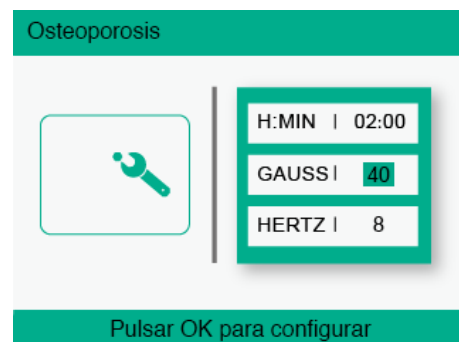 Osteoporosis
H:MIN | 02:00
GAUSS | 40
HERTZ | 8
Pulsar OK para configurar